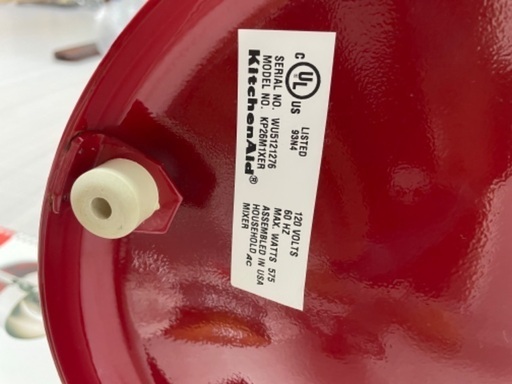 C UL US
LISTED
93N4
SERIAL NO. WU5121276
MODEL NO. KP26M1XER
KitchenAid®
120 VOLTS
60 HZ
MAX. WATTS 575
ASSEMBLED IN USA
HOUSEHOLD AC
MIXER